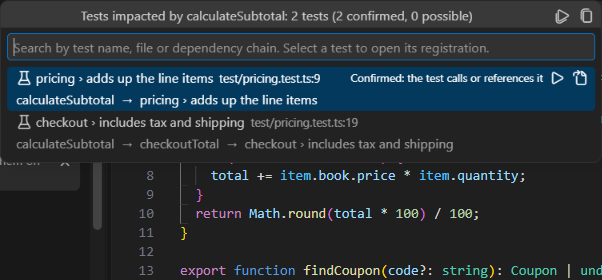 Tests impacted by calculateSubtotal: 2 tests (2 confirmed, 0 possible)
Search by test name, file or dependency chain. Select a test to open its registration.
pricing › adds up the line items test/pricing.test.ts:9 Confirmed: the test calls or references it
calculateSubtotal → pricing › adds up the line items
checkout › includes tax and shipping test/pricing.test.ts:19
calculateSubtotal → checkoutTotal → checkout › includes tax and shipping
8 total += item.book.price * item.quantity;
9 }
10 return Math.round(total * 100) / 100;
11 }
12
13 export function findCoupon(code?: string): Coupon | und